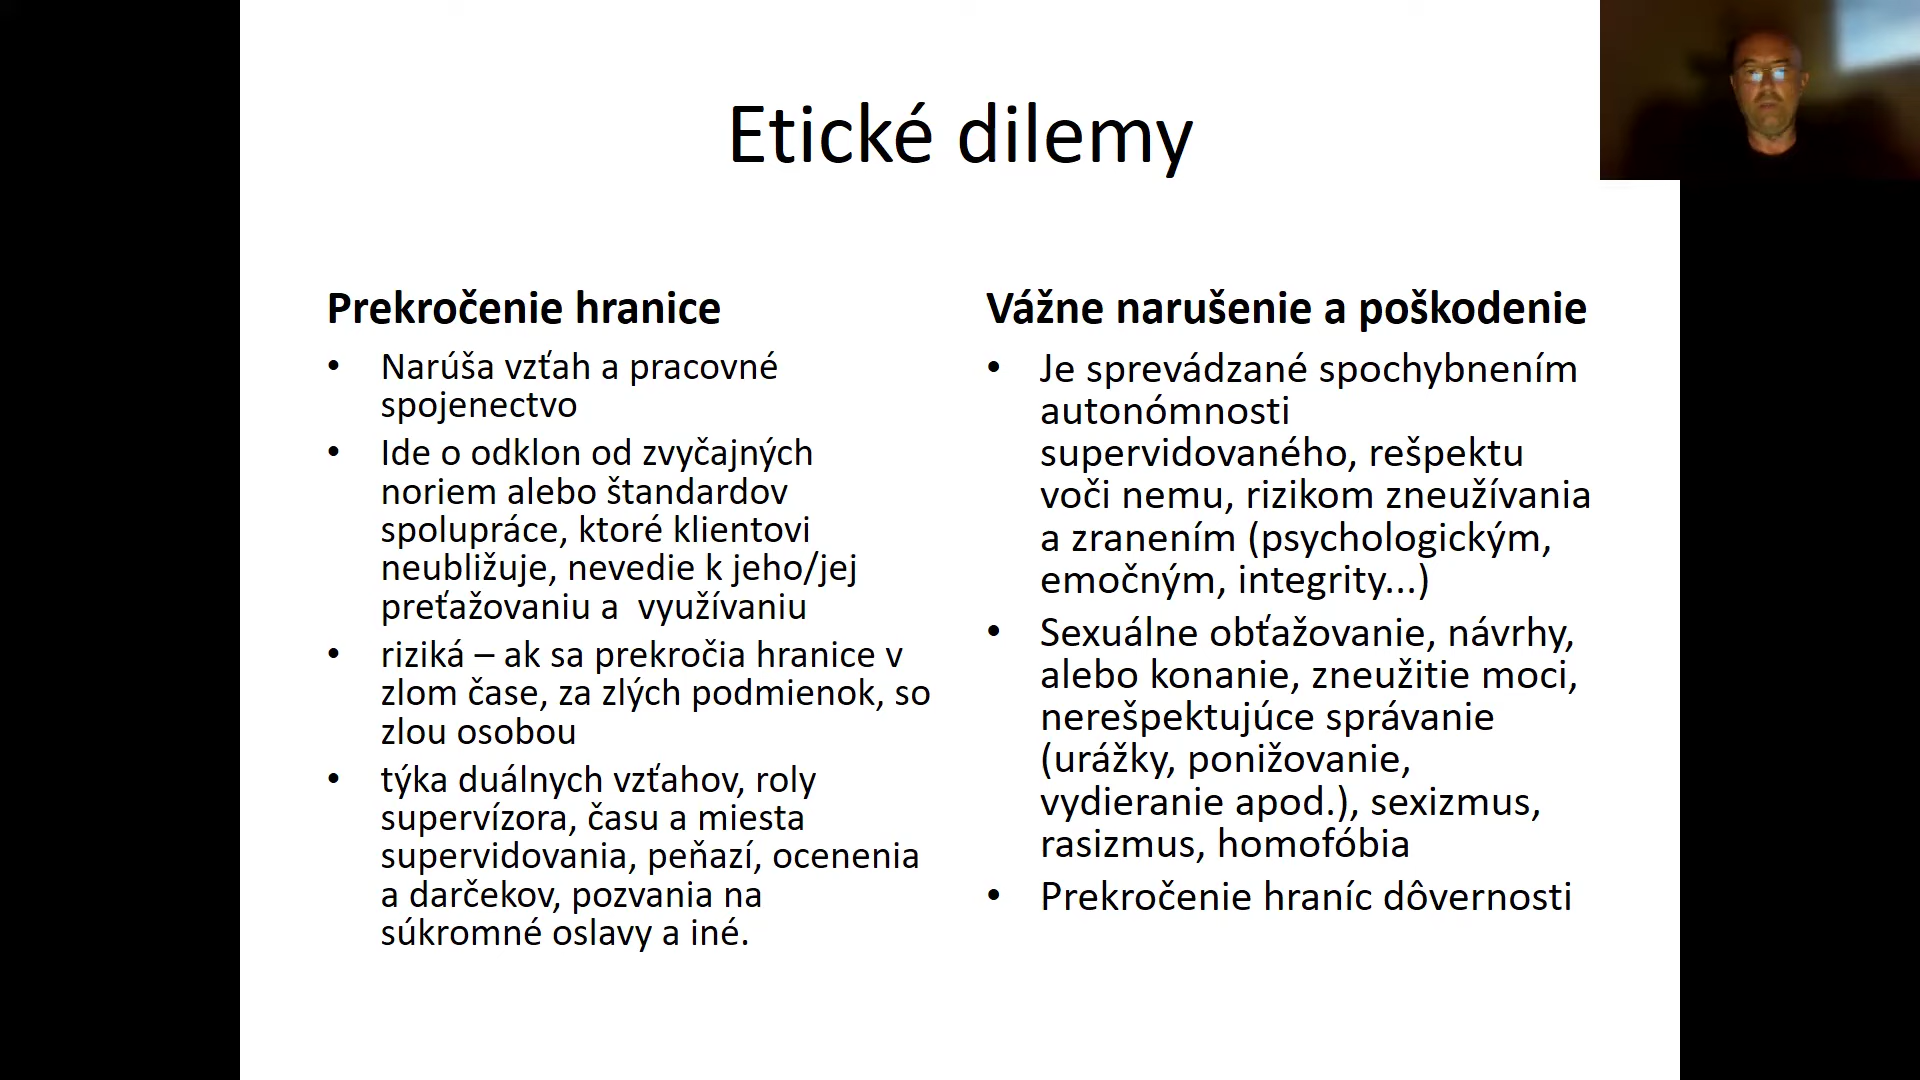 Etické dilemy
Prekročenie hranice
• Narúša vzťah a pracovné
spojenectvo
• Ide o odklon od zvyčajných
noriem alebo štandardov
spolupráce, ktoré klientovi
neubližuje, nevedie k jeho/jej
preťažovaniu a  využívaniu
• riziká – ak sa prekročia hranice v
zlom čase, za zlých podmienok, so
zlou osobou
• týka duálnych vzťahov, roly
supervízora, času a miesta
supervidovania, peňazí, ocenenia
a darčekov, pozvania na
súkromné oslavy a iné.
Vážne narušenie a poškodenie
• Je sprevádzané spochybnením
autonómnosti
supervidovaného, rešpektu
voči nemu, rizikom zneužívania
a zranením (psychologickým,
emočným, integrity...)
• Sexuálne obťažovanie, návrhy,
alebo konanie, zneužitie moci,
nerešpektujúce správanie
(urážky, ponižovanie,
vydieranie apod.), sexizmus,
rasizmus, homofóbia
• Prekročenie hraníc dôvernosti